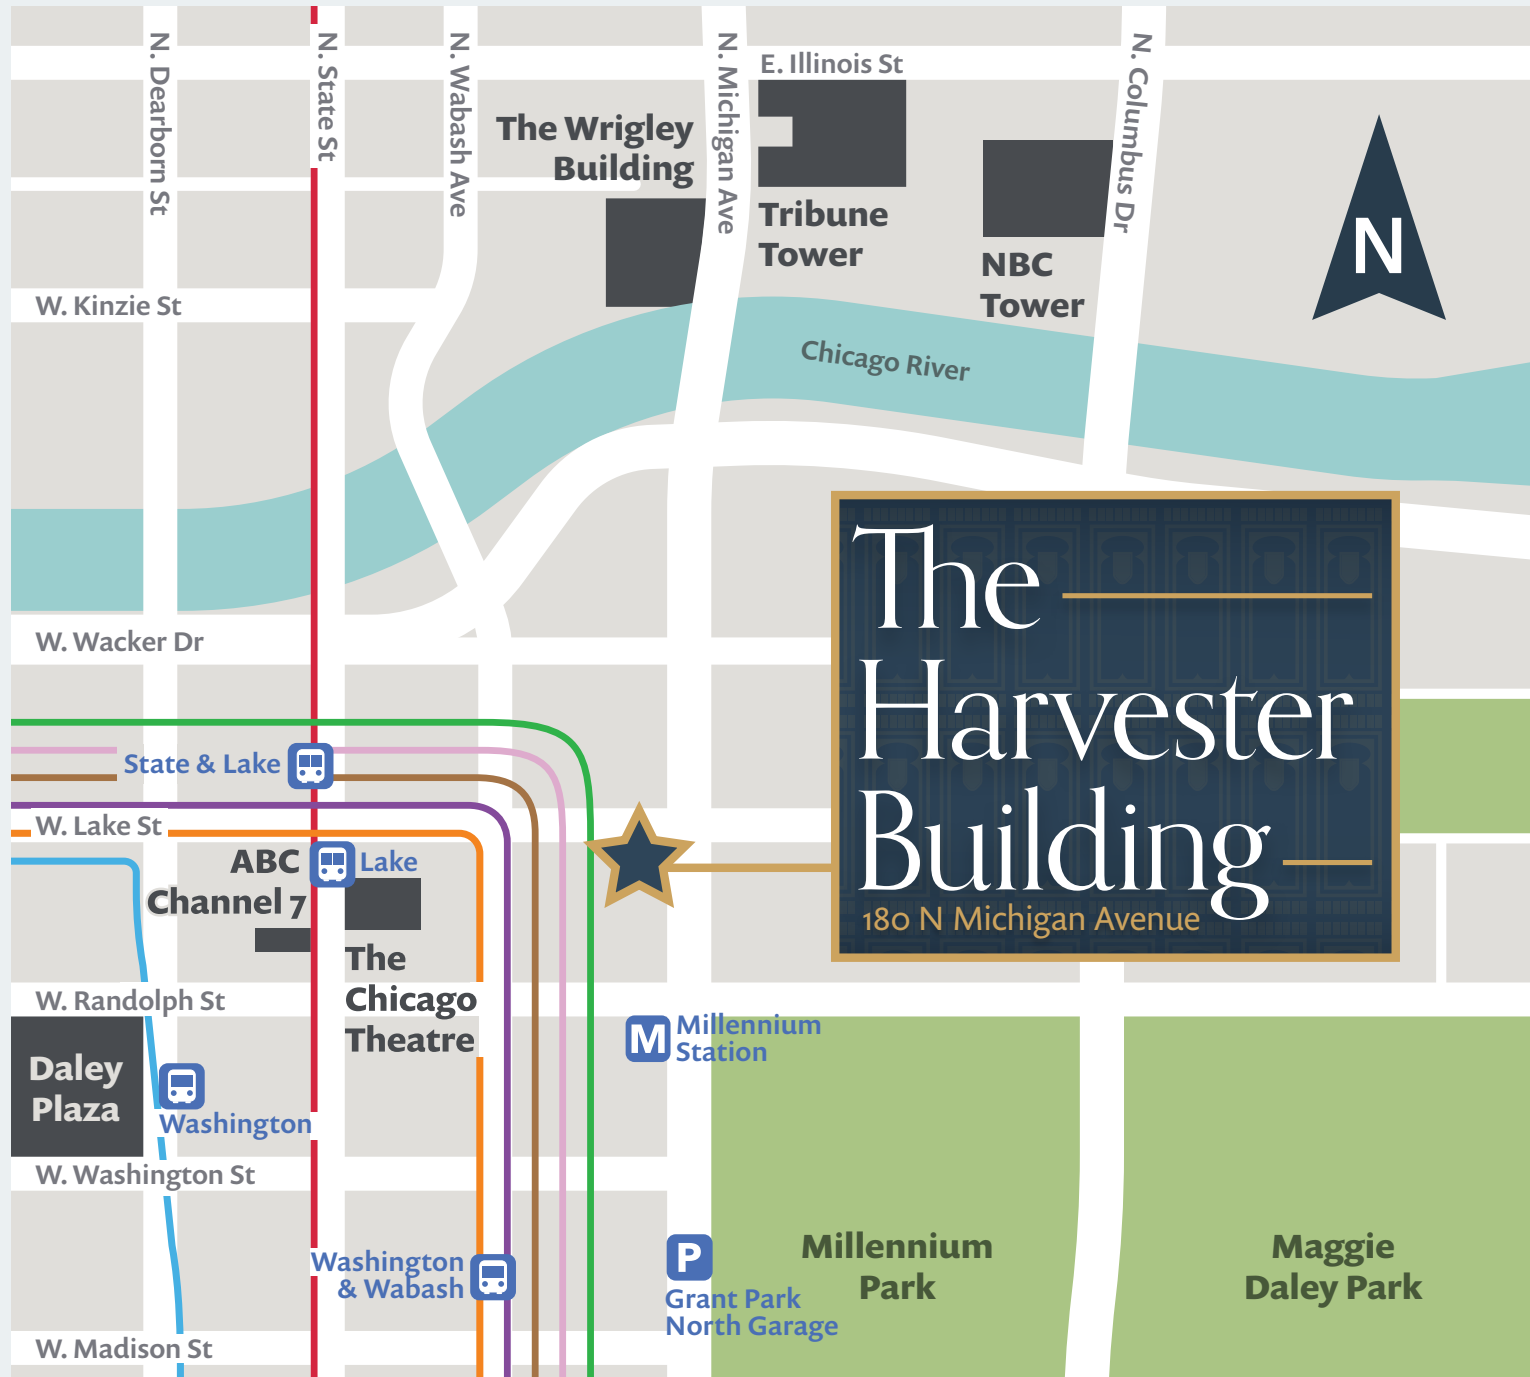 N. Dearborn St
N. State St
N. Wabash Ave
N. Michigan Ave
E. Illinois St
N. Columbus Dr
The Wrigley
Building
Tribune
Tower
NBC
Tower
N
W. Kinzie St
Chicago River
The
Harvester
Building
180 N Michigan Avenue
W. Wacker Dr
State & Lake
W. Lake St
ABC
Channel 7
Lake
The
Chicago
Theatre
W. Randolph St
M
Millennium
Station
Daley
Plaza
Washington
W. Washington St
Washington
& Wabash
P
Grant Park
North Garage
Millennium
Park
Maggie
Daley Park
W. Madison St